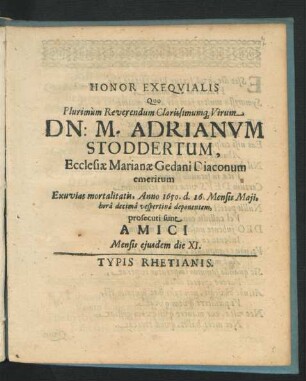 HONOR EXEQVIALIS
Qvo
Plurimùm Reverendum Clarissimumq; Virum
DN: M. ADRIANVM
STODDERTUM,
Ecclesiæ Marianæ Gedani Diaconum
emeritum
Exuvias mortalitatis, Anno 1650. d. 16. Mensis Maji,
horâ decimâ vespertinâ deponentem,
prosecuti sunt
AMICI
Mensis ejusdem die XI.
TYPIS RHETIANIS.